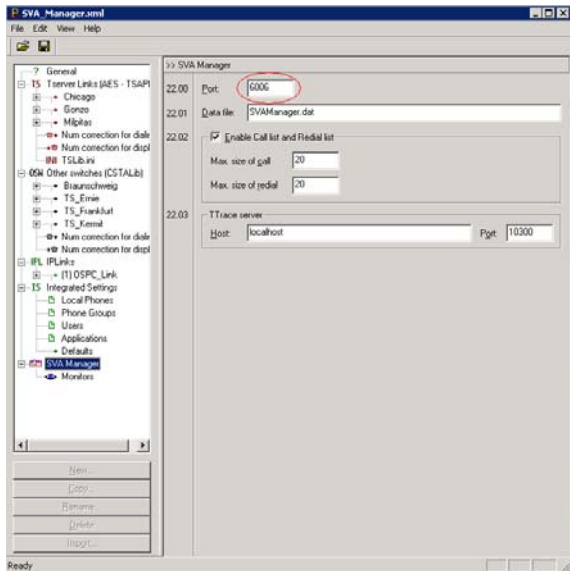 SVA_Manager.xml
File Edit View Help
? General
TS Tserver Links (AES - TSAPI
Chicago
Gonzo
Milpitas
Num correction for diale
Num correction for displ
INI TSLib.ini
OSW Other switches (CSTALib)
Braunschweig
TS_Ernie
TS_Frankfurt
TS_Kermit
Num correction for diale
Num correction for displ
IPL IPLinks
(1) OSPC_Link
IS Integrated Settings
Local Phones
Phone Groups
Users
Applications
Defaults
SVA Manager
Monitors
New...
Copy...
Rename...
Delete
Import...
>> SVA Manager
22.00 Port: 6006
22.01 Data file: SVAManager.dat
22.02 Enable Call list and Redial list
Max. size of call 20
Max. size of redial 20
22.03 TTrace server
Host: localhost Port: 10300
Ready